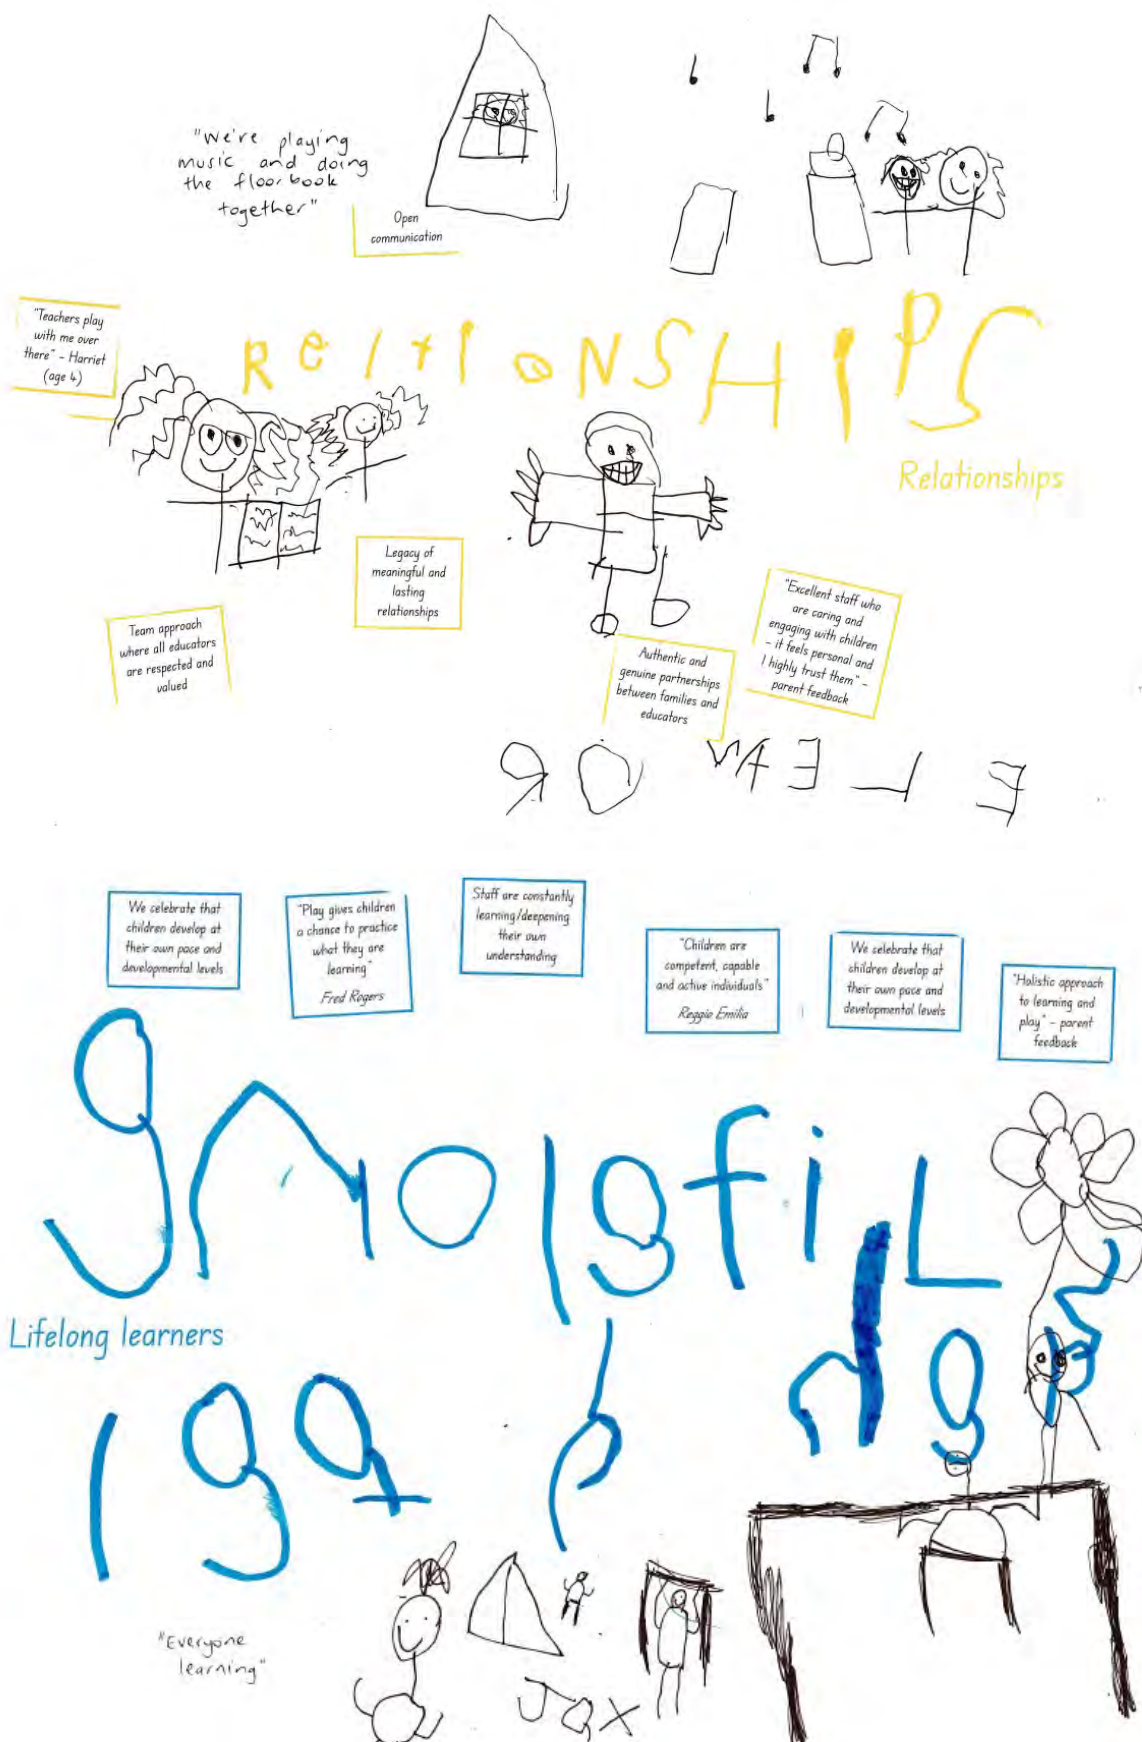 "We're playing
music and doing
the floorbook
together"
Open
communication
"Teachers play
with me over
there" – Harriet
(age 4)
ReltIoNSHIPS
Relationships
Legacy of
meaningful and
lasting
relationships
"Excellent staff who
are caring and
engaging with children
– it feels personal and
I highly trust them" –
parent feedback
Team approach
where all educators
are respected and
valued
Authentic and
genuine partnerships
between families and
educators
We celebrate that
children develop at
their own pace and
developmental levels
"Play gives children
a chance to practice
what they are
learning"
Fred Rogers
Staff are constantly
learning/deepening
their own
understanding
"Children are
competent, capable
and active individuals"
Reggio Emilia
We celebrate that
children develop at
their own pace and
developmental levels
"Holistic approach
to learning and
play" – parent
feedback
Lifelong learners
"Everyone
learning"
Jax